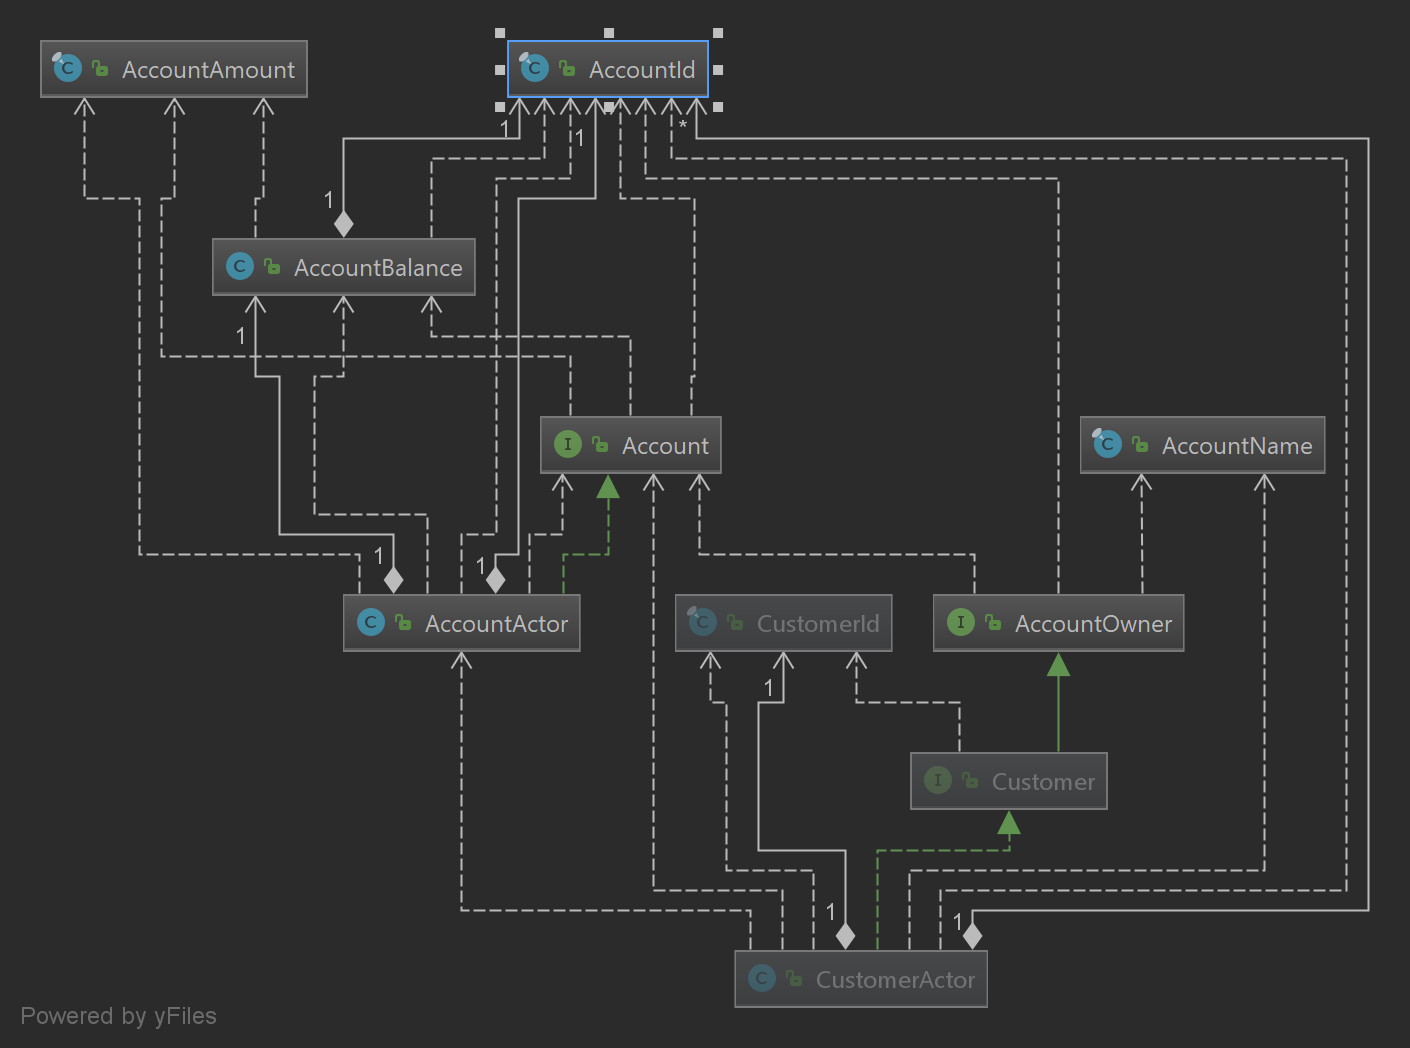 C AccountAmount
C AccountId
1
1
*
1
C AccountBalance
1
I Account
C AccountName
1
1
C AccountActor
C CustomerId
I AccountOwner
1
I Customer
1
1
C CustomerActor
Powered by yFiles